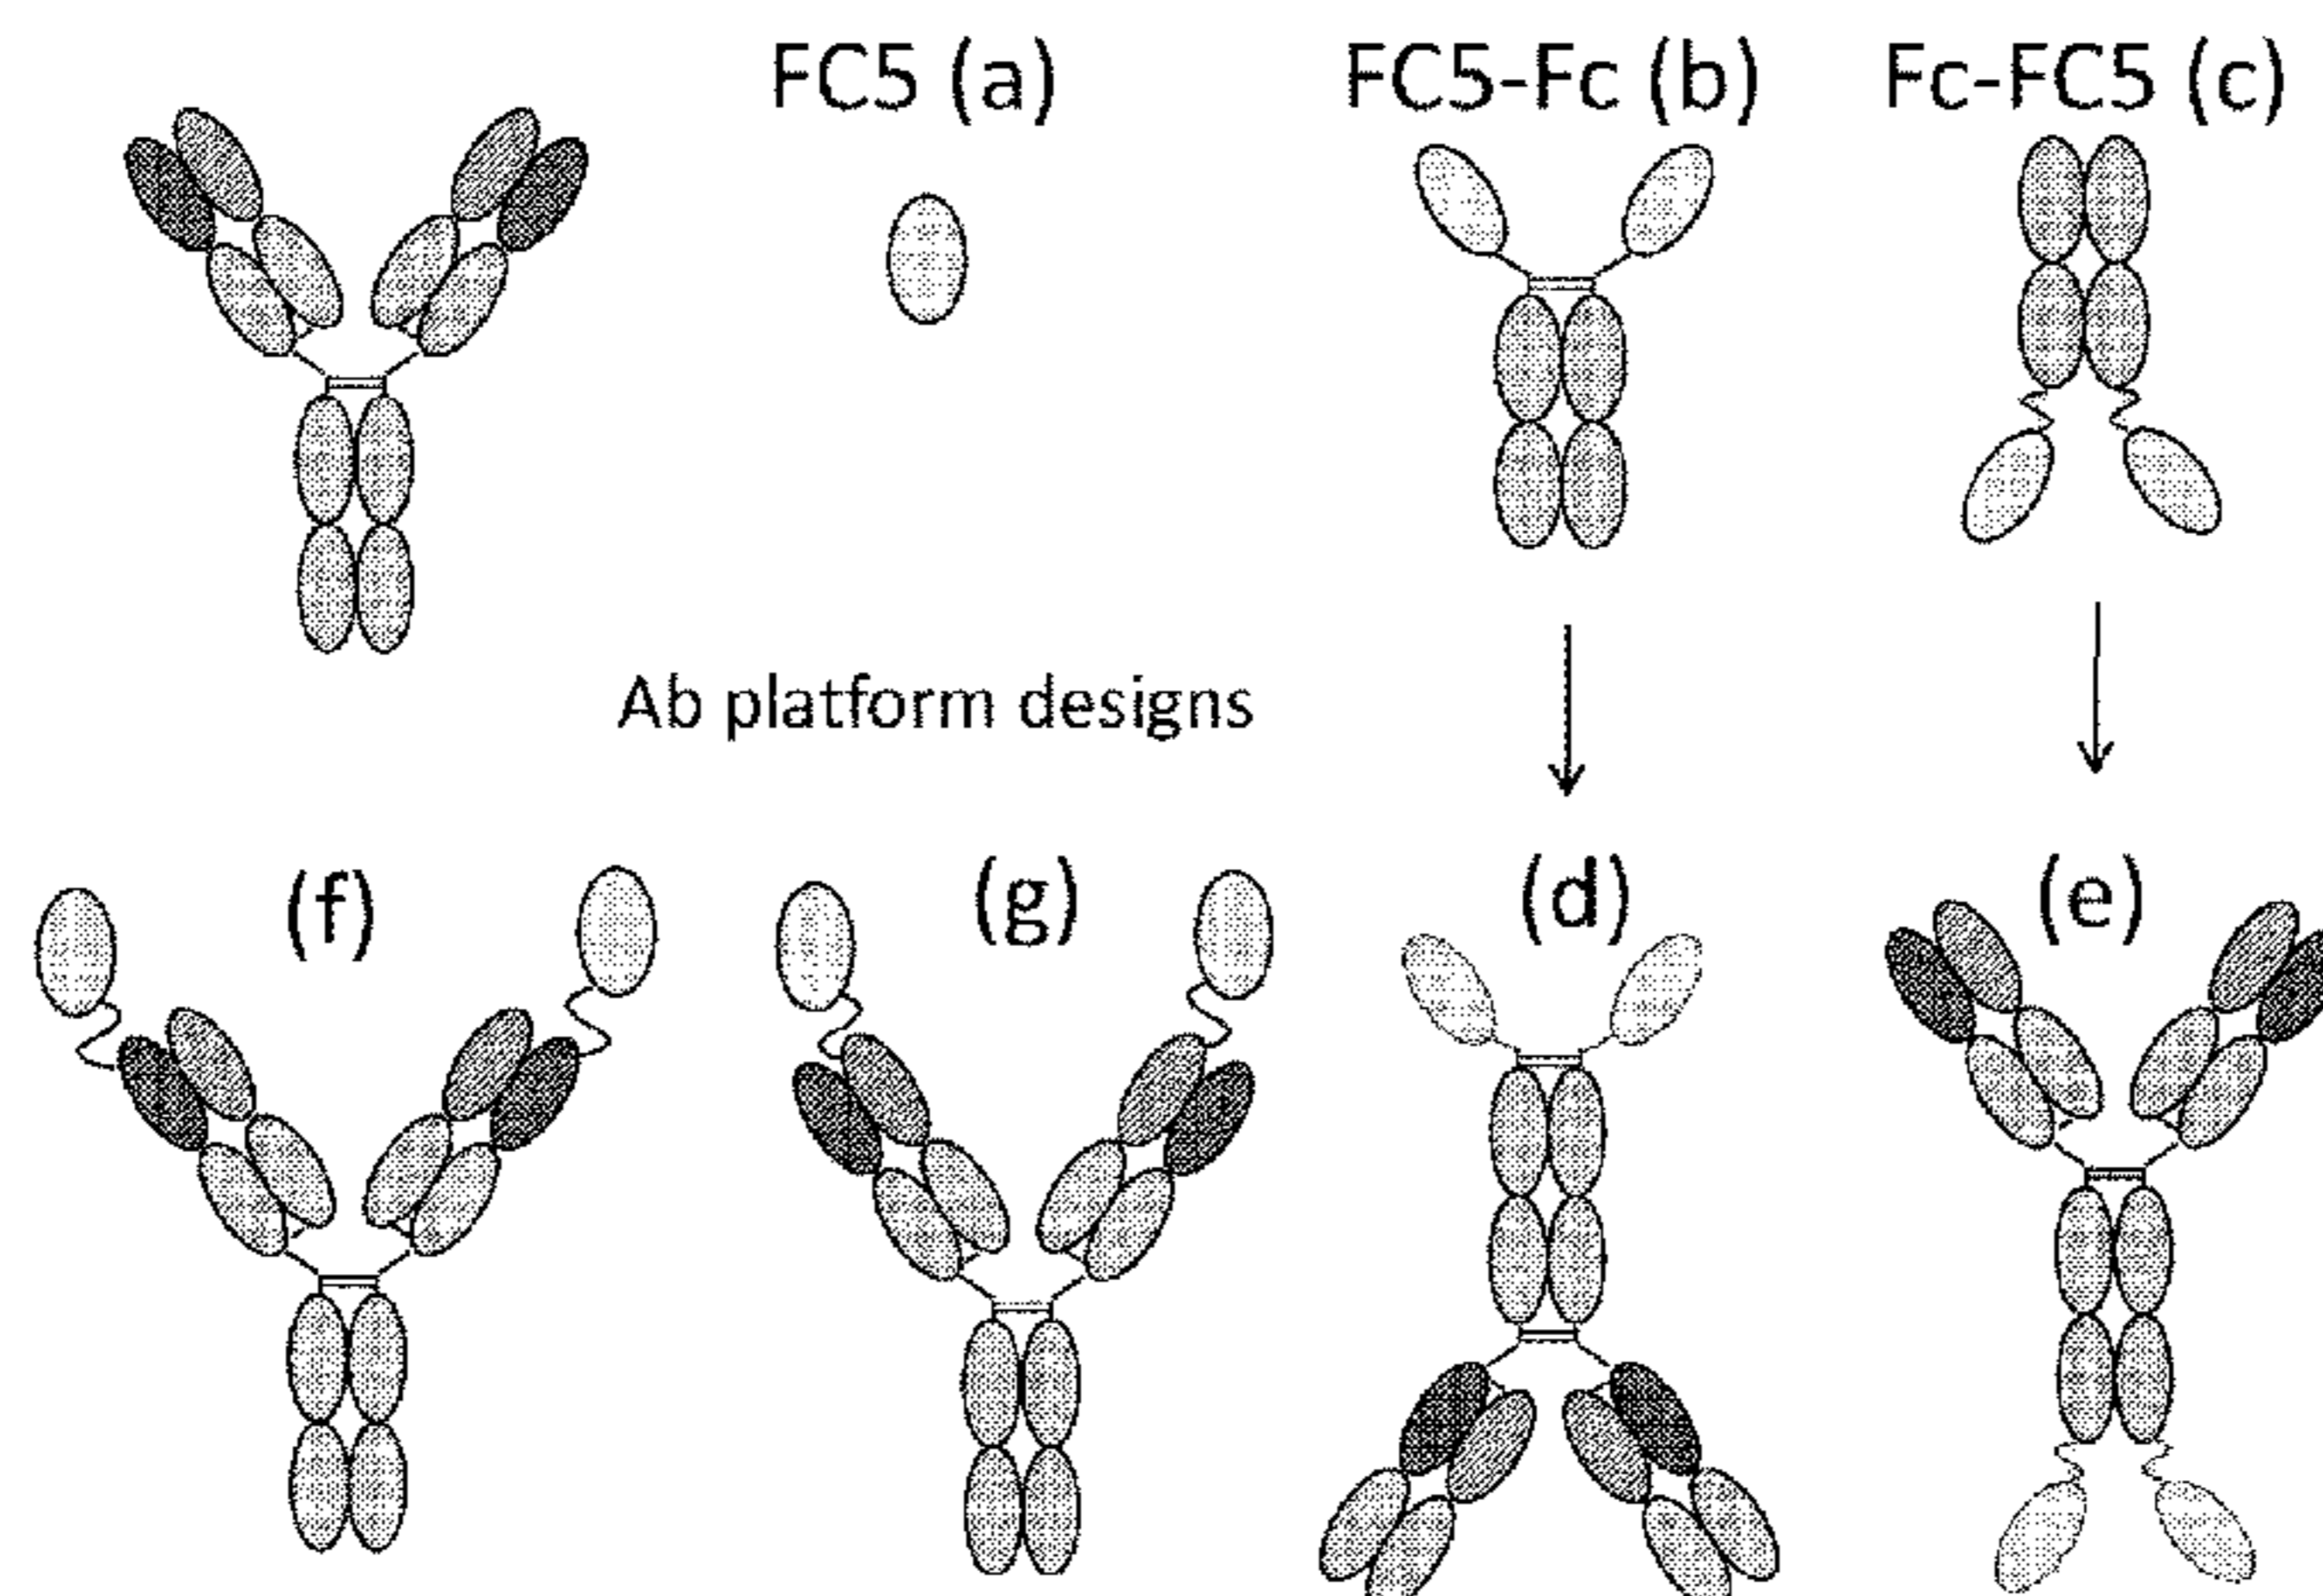 FC5 (a)
FC5-Fc (b)
Fc-FC5 (c)
Ab platform designs
(f)
(g)
(d)
(e)